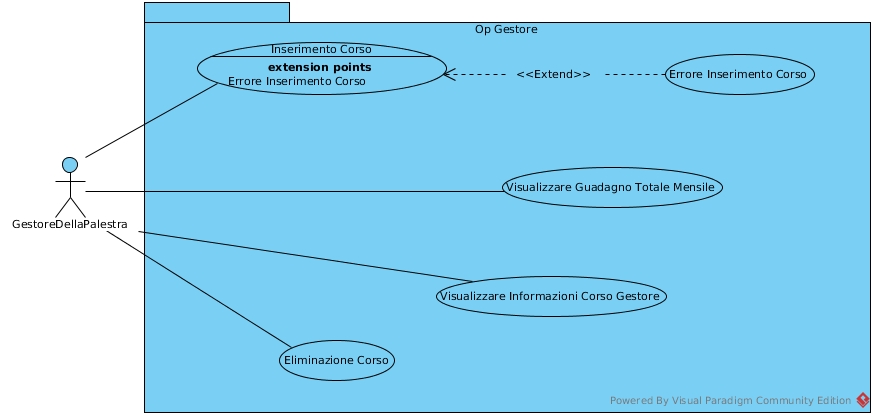 Op Gestore
Inserimento Corso
extension points
Errore Inserimento Corso
<<Extend>>
Errore Inserimento Corso
Visualizzare Guadagno Totale Mensile
GestoreDellaPalestra
Visualizzare Informazioni Corso Gestore
Eliminazione Corso
Powered By Visual Paradigm Community Edition